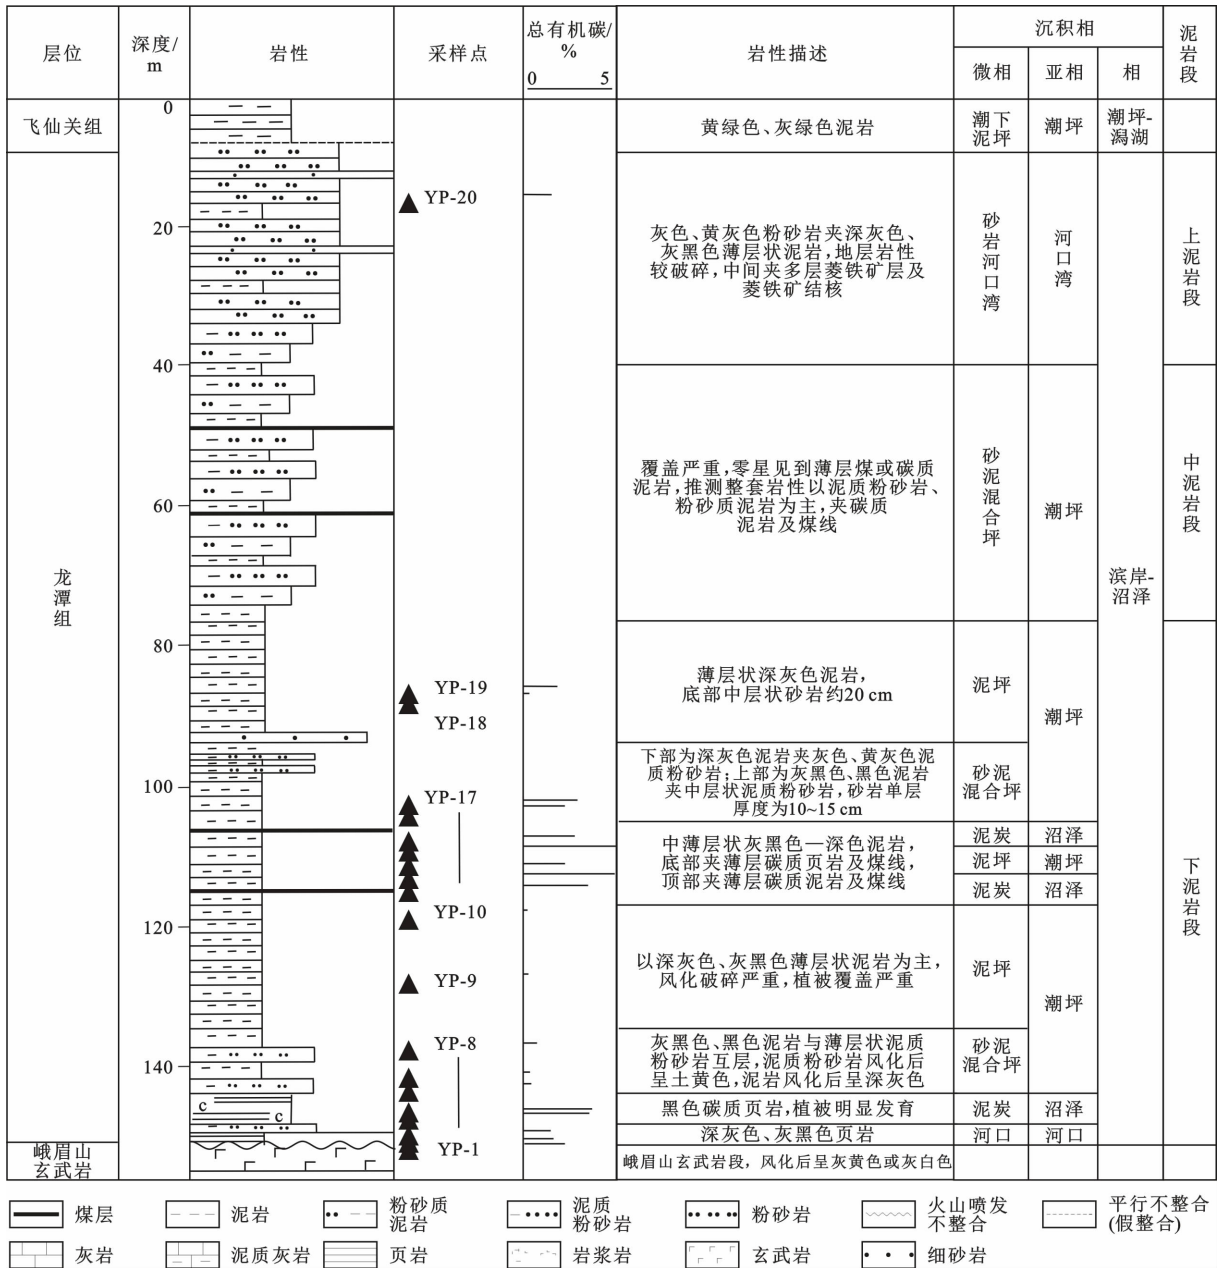 层位
深度/
m
岩性
采样点
总有机碳/
%
0 5
岩性描述
沉积相
微相
亚相
相
泥岩段
飞仙关组
0
黄绿色、灰绿色泥岩
潮下
泥坪
潮坪
潮坪-
潟湖
YP-20
20
灰色、黄灰色粉砂岩夹深灰色、
灰黑色薄层状泥岩，地层岩性
较破碎，中间夹多层菱铁矿层及
菱铁矿结核
砂岩河口湾
河口湾
上泥岩段
40
60
覆盖严重，零星见到薄层煤或碳质
泥岩，推测整套岩性以泥质粉砂岩、
粉砂质泥岩为主，夹碳质
泥岩及煤线
砂泥混合坪
潮坪
中泥岩段
龙潭组
滨岸-
沼泽
80
YP-19
YP-18
薄层状深灰色泥岩，
底部中层状砂岩约20 cm
泥坪
潮坪
下部为深灰色泥岩夹灰色、黄灰色泥
质粉砂岩；上部为灰黑色、黑色泥岩
夹中层状泥质粉砂岩，砂岩单层
厚度为10~15 cm
砂泥
混合坪
100
YP-17
中薄层状灰黑色—深色泥岩，
底部夹薄层碳质页岩及煤线，
顶部夹薄层碳质泥岩及煤线
泥炭
沼泽
泥坪
潮坪
泥炭
沼泽
下泥岩段
YP-10
120
YP-9
以深灰色、灰黑色薄层状泥岩为主，
风化破碎严重，植被覆盖严重
泥坪
潮坪
YP-8
140
灰黑色、黑色泥岩与薄层状泥质
粉砂岩互层，泥质粉砂岩风化后
呈土黄色，泥岩风化后呈深灰色
砂泥
混合坪
c
c
黑色碳质页岩，植被明显发育
泥炭
沼泽
深灰色、灰黑色页岩
河口
河口
YP-1
峨眉山
玄武岩
峨眉山玄武岩段，风化后呈灰黄色或灰白色
煤层
泥岩
粉砂质
泥岩
泥质
粉砂岩
粉砂岩
火山喷发
不整合
平行不整合
(假整合)
灰岩
泥质灰岩
页岩
岩浆岩
玄武岩
细砂岩